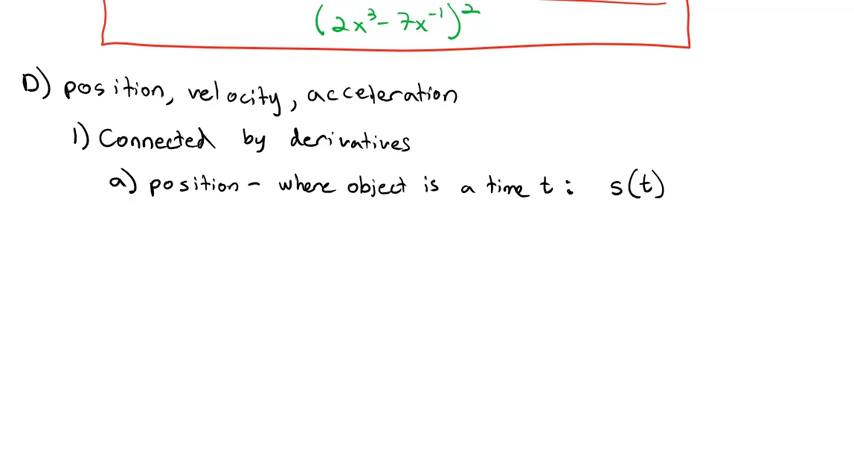 (2x³ - 7x⁻¹)²
D) position, velocity, acceleration
1) Connected by derivatives
a) position - where object is a time t: s(t)